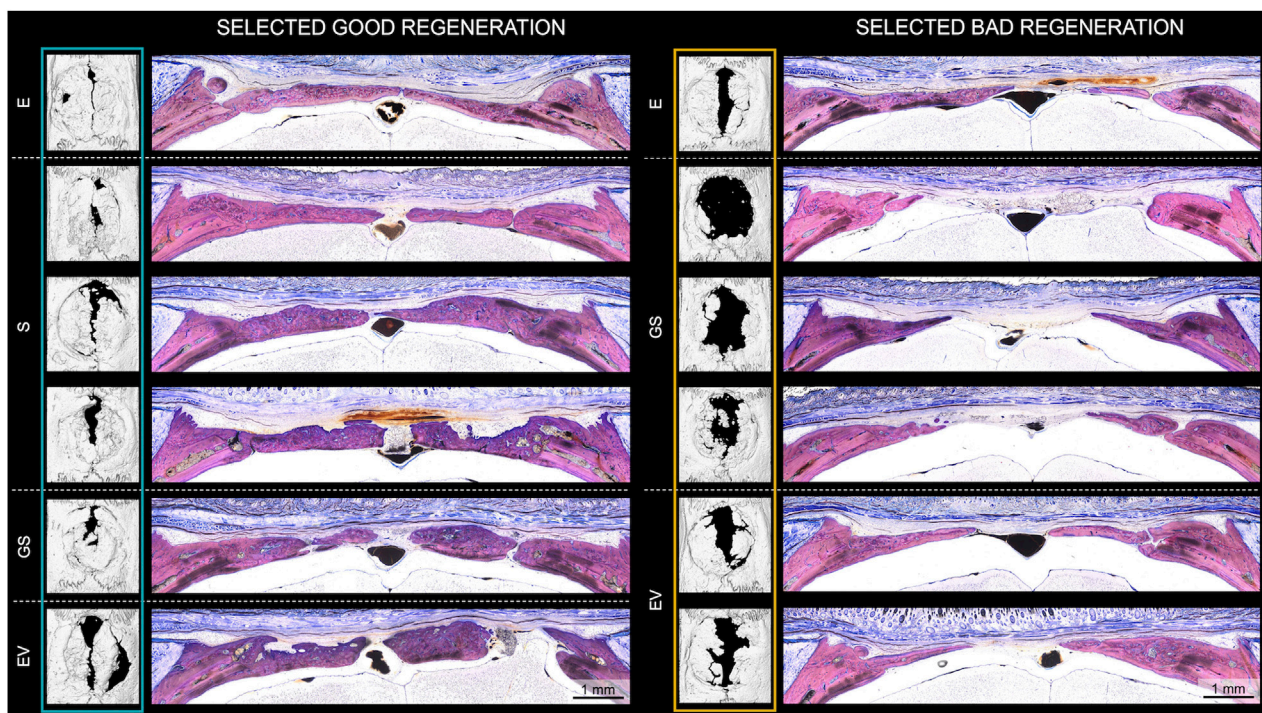 SELECTED GOOD REGENERATION
E
S
GS
EV
1 mm
SELECTED BAD REGENERATION
E
GS
EV
1 mm